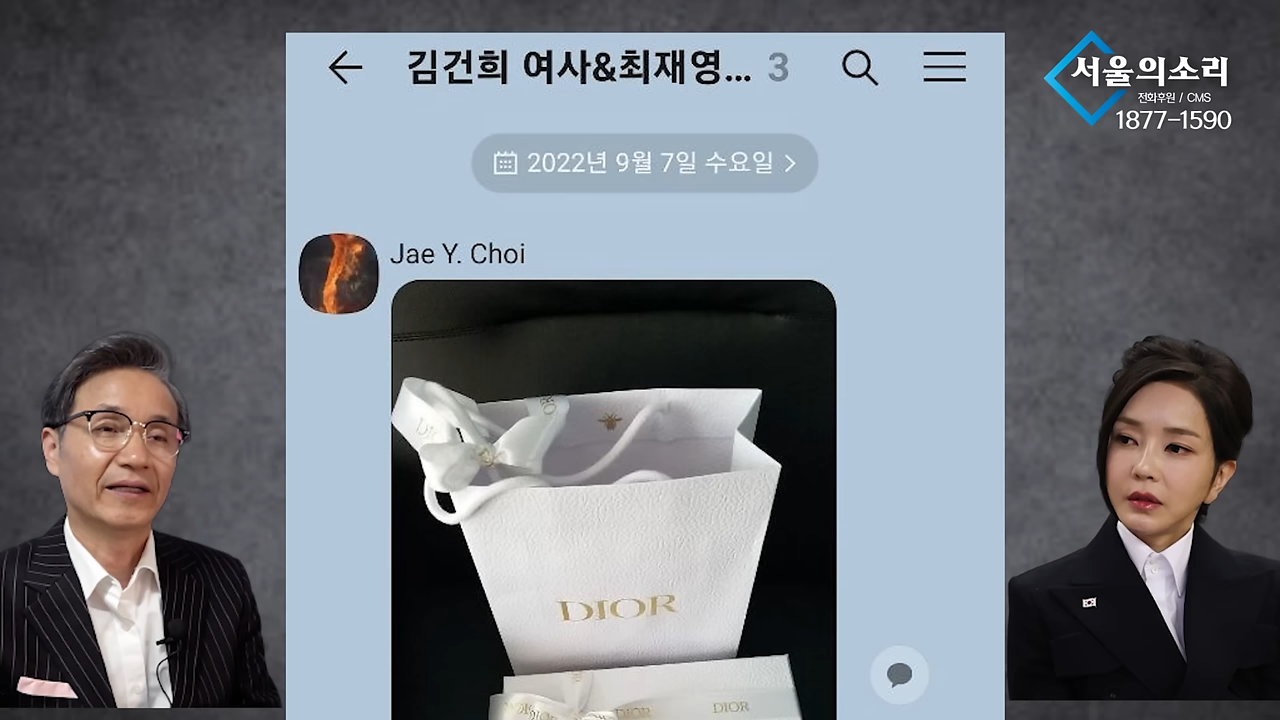 김건희 여사&최재영... 3
서울의소리
전화후원 / CMS
1877-1590
2022년 9월 7일 수요일
Jae Y. Choi
DIOR
DIOR
DIOR